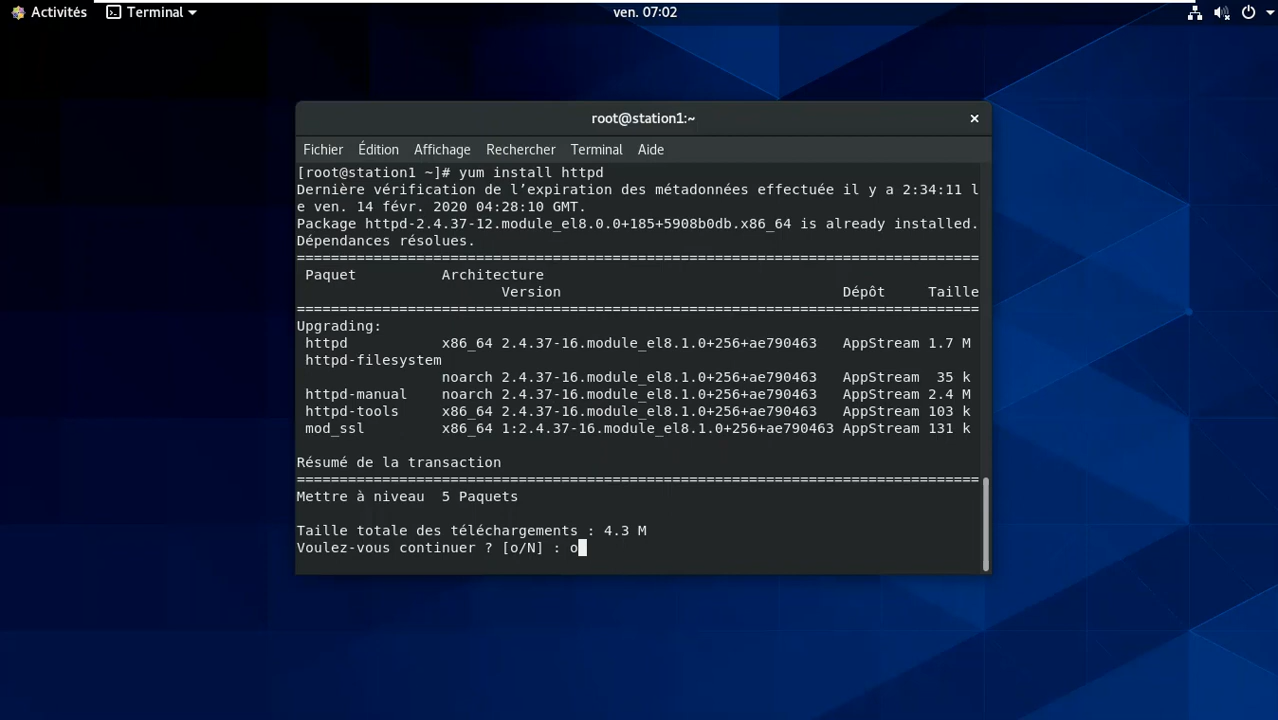 Activités Terminal ven. 07:02
root@station1:~
Fichier Édition Affichage Rechercher Terminal Aide
[root@station1 ~]# yum install httpd
Dernière vérification de l’expiration des métadonnées effectuée il y a 2:34:11 l
e ven. 14 févr. 2020 04:28:10 GMT.
Package httpd-2.4.37-12.module_el8.0.0+185+5908b0db.x86_64 is already installed.
Dépendances résolues.
================================================================================
Paquet Architecture
Version Dépôt Taille
================================================================================
Upgrading:
httpd x86_64 2.4.37-16.module_el8.1.0+256+ae790463 AppStream 1.7 M
httpd-filesystem
noarch 2.4.37-16.module_el8.1.0+256+ae790463 AppStream 35 k
httpd-manual noarch 2.4.37-16.module_el8.1.0+256+ae790463 AppStream 2.4 M
httpd-tools x86_64 2.4.37-16.module_el8.1.0+256+ae790463 AppStream 103 k
mod_ssl x86_64 1:2.4.37-16.module_el8.1.0+256+ae790463 AppStream 131 k
Résumé de la transaction
================================================================================
Mettre à niveau 5 Paquets
Taille totale des téléchargements : 4.3 M
Voulez-vous continuer ? [o/N] : o